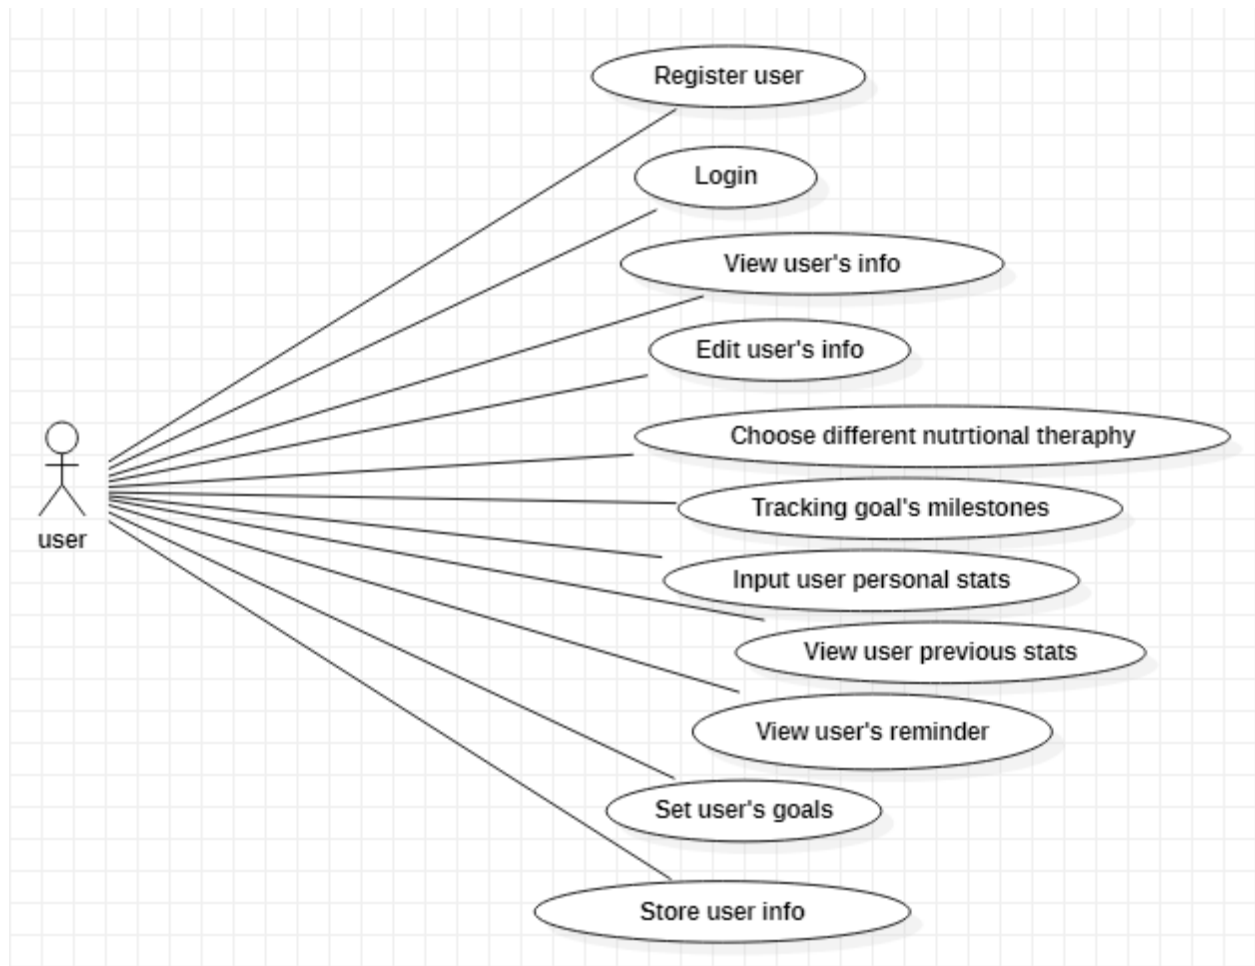 Register user
Login
View user's info
Edit user's info
Choose different nutrtional theraphy
Tracking goal's milestones
user
Input user personal stats
View user previous stats
View user's reminder
Set user's goals
Store user info